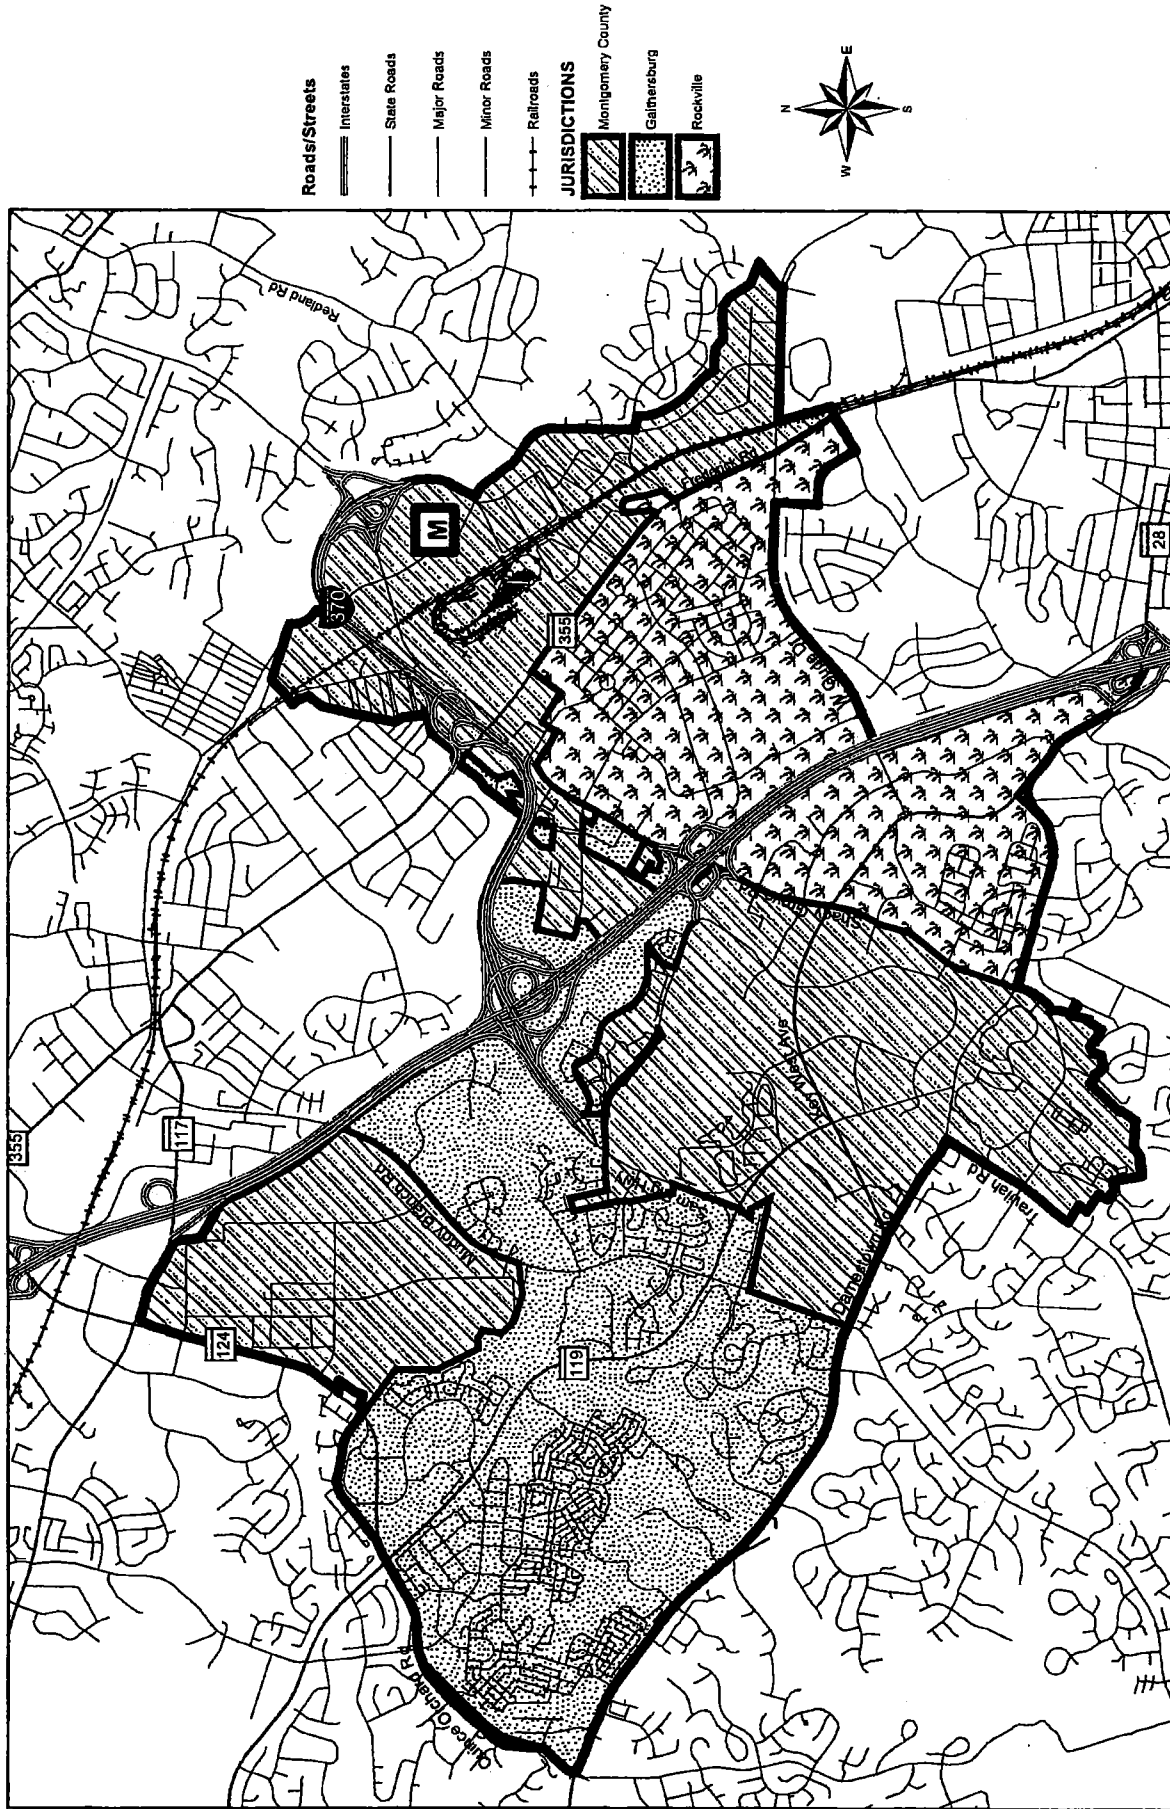 Roads/Streets
Interstates
State Roads
Major Roads
Minor Roads
Railroads
JURISDICTIONS
Montgomery County
Gaithersburg
Rockville
N
W
E
S
Redland Rd
370
M
355
Frederick Rd
N
28
355
117
Muddy Branch Rd
Key West Ave
124
119
Darnestown Rd
Travilah Rd
Quince Orchard Rd